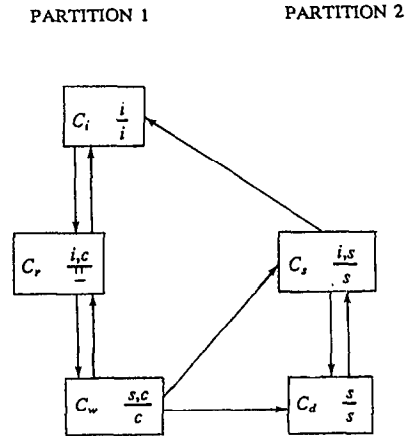 PARTITION 1
PARTITION 2
C_i i/i
C_r i,c/
C_s i,s/s
C_w s,c/c
C_d s/s